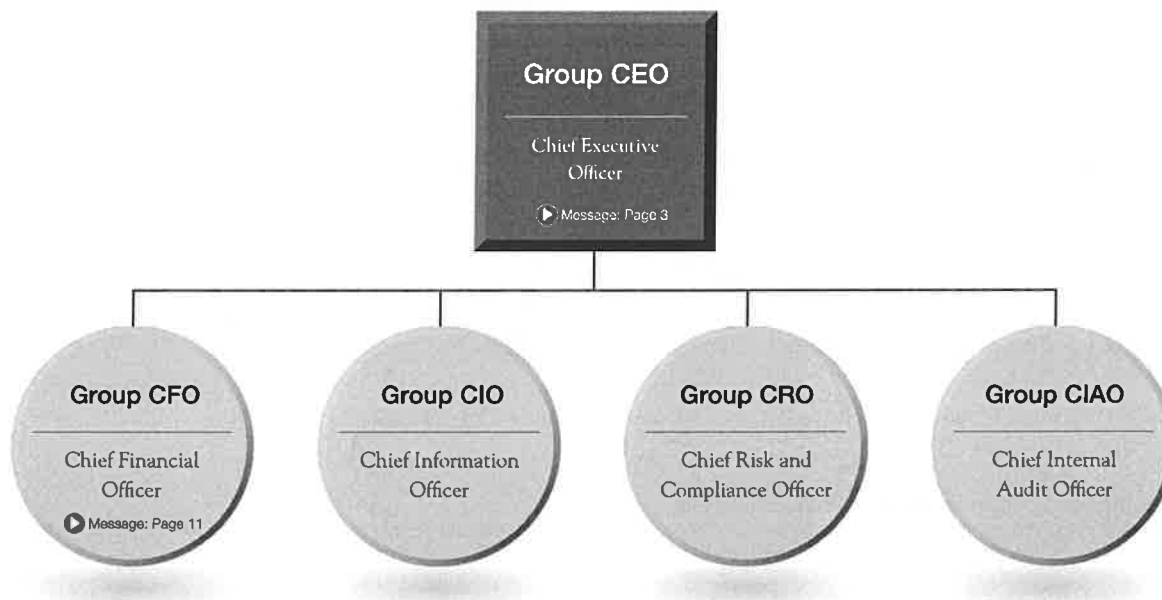 Group CEO
Chief Executive
Officer
Message: Page 3
Group CFO
Chief Financial
Officer
Message: Page 11
Group CIO
Chief Information
Officer
Group CRO
Chief Risk and
Compliance Officer
Group CIAO
Chief Internal
Audit Officer